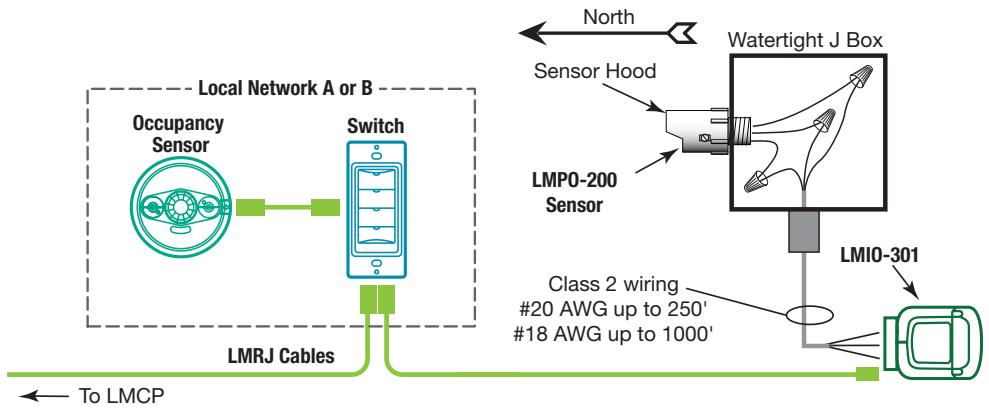 North
Watertight J Box
Sensor Hood
Local Network A or B
Occupancy
Sensor
Switch
LMPO-200
Sensor
LMIO-301
Class 2 wiring
#20 AWG up to 250'
#18 AWG up to 1000'
LMRJ Cables
To LMCP